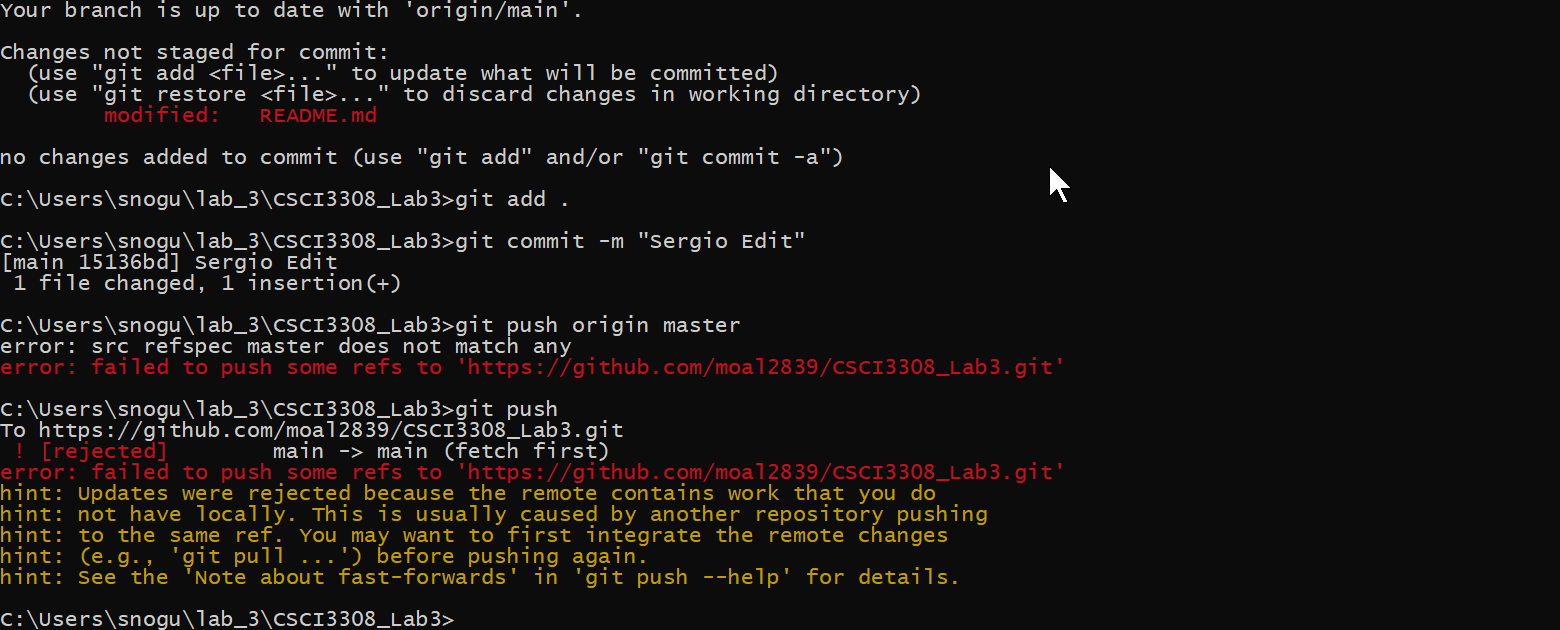 Your branch is up to date with 'origin/main'.
Changes not staged for commit:
  (use "git add <file>..." to update what will be committed)
  (use "git restore <file>..." to discard changes in working directory)
        modified:   README.md
no changes added to commit (use "git add" and/or "git commit -a")
C:\Users\snogu\lab_3\CSCI3308_Lab3>git add .
C:\Users\snogu\lab_3\CSCI3308_Lab3>git commit -m "Sergio Edit"
[main 15136bd] Sergio Edit
 1 file changed, 1 insertion(+)
C:\Users\snogu\lab_3\CSCI3308_Lab3>git push origin master
error: src refspec master does not match any
error: failed to push some refs to 'https://github.com/moal2839/CSCI3308_Lab3.git'
C:\Users\snogu\lab_3\CSCI3308_Lab3>git push
To https://github.com/moal2839/CSCI3308_Lab3.git
 ! [rejected]        main -> main (fetch first)
error: failed to push some refs to 'https://github.com/moal2839/CSCI3308_Lab3.git'
hint: Updates were rejected because the remote contains work that you do
hint: not have locally. This is usually caused by another repository pushing
hint: to the same ref. You may want to first integrate the remote changes
hint: (e.g., 'git pull ...') before pushing again.
hint: See the 'Note about fast-forwards' in 'git push --help' for details.
C:\Users\snogu\lab_3\CSCI3308_Lab3>